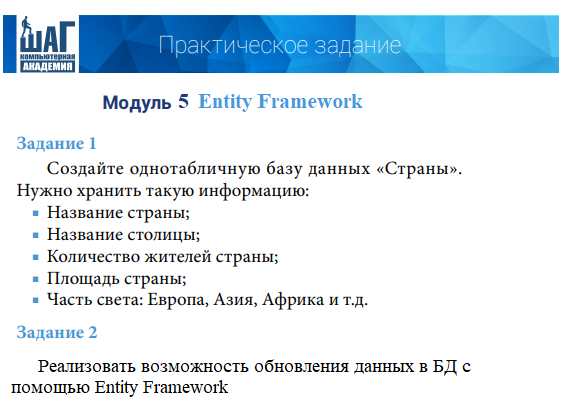 ШАГ
КОМПЬЮТЕРНАЯ
АКАДЕМИЯ
Практическое задание
Модуль 5 Entity Framework
Задание 1
Создайте однотабличную базу данных «Страны».
Нужно хранить такую информацию:
Название страны;
Название столицы;
Количество жителей страны;
Площадь страны;
Часть света: Европа, Азия, Африка и т.д.
Задание 2
Реализовать возможность обновления данных в БД с
помощью Entity Framework